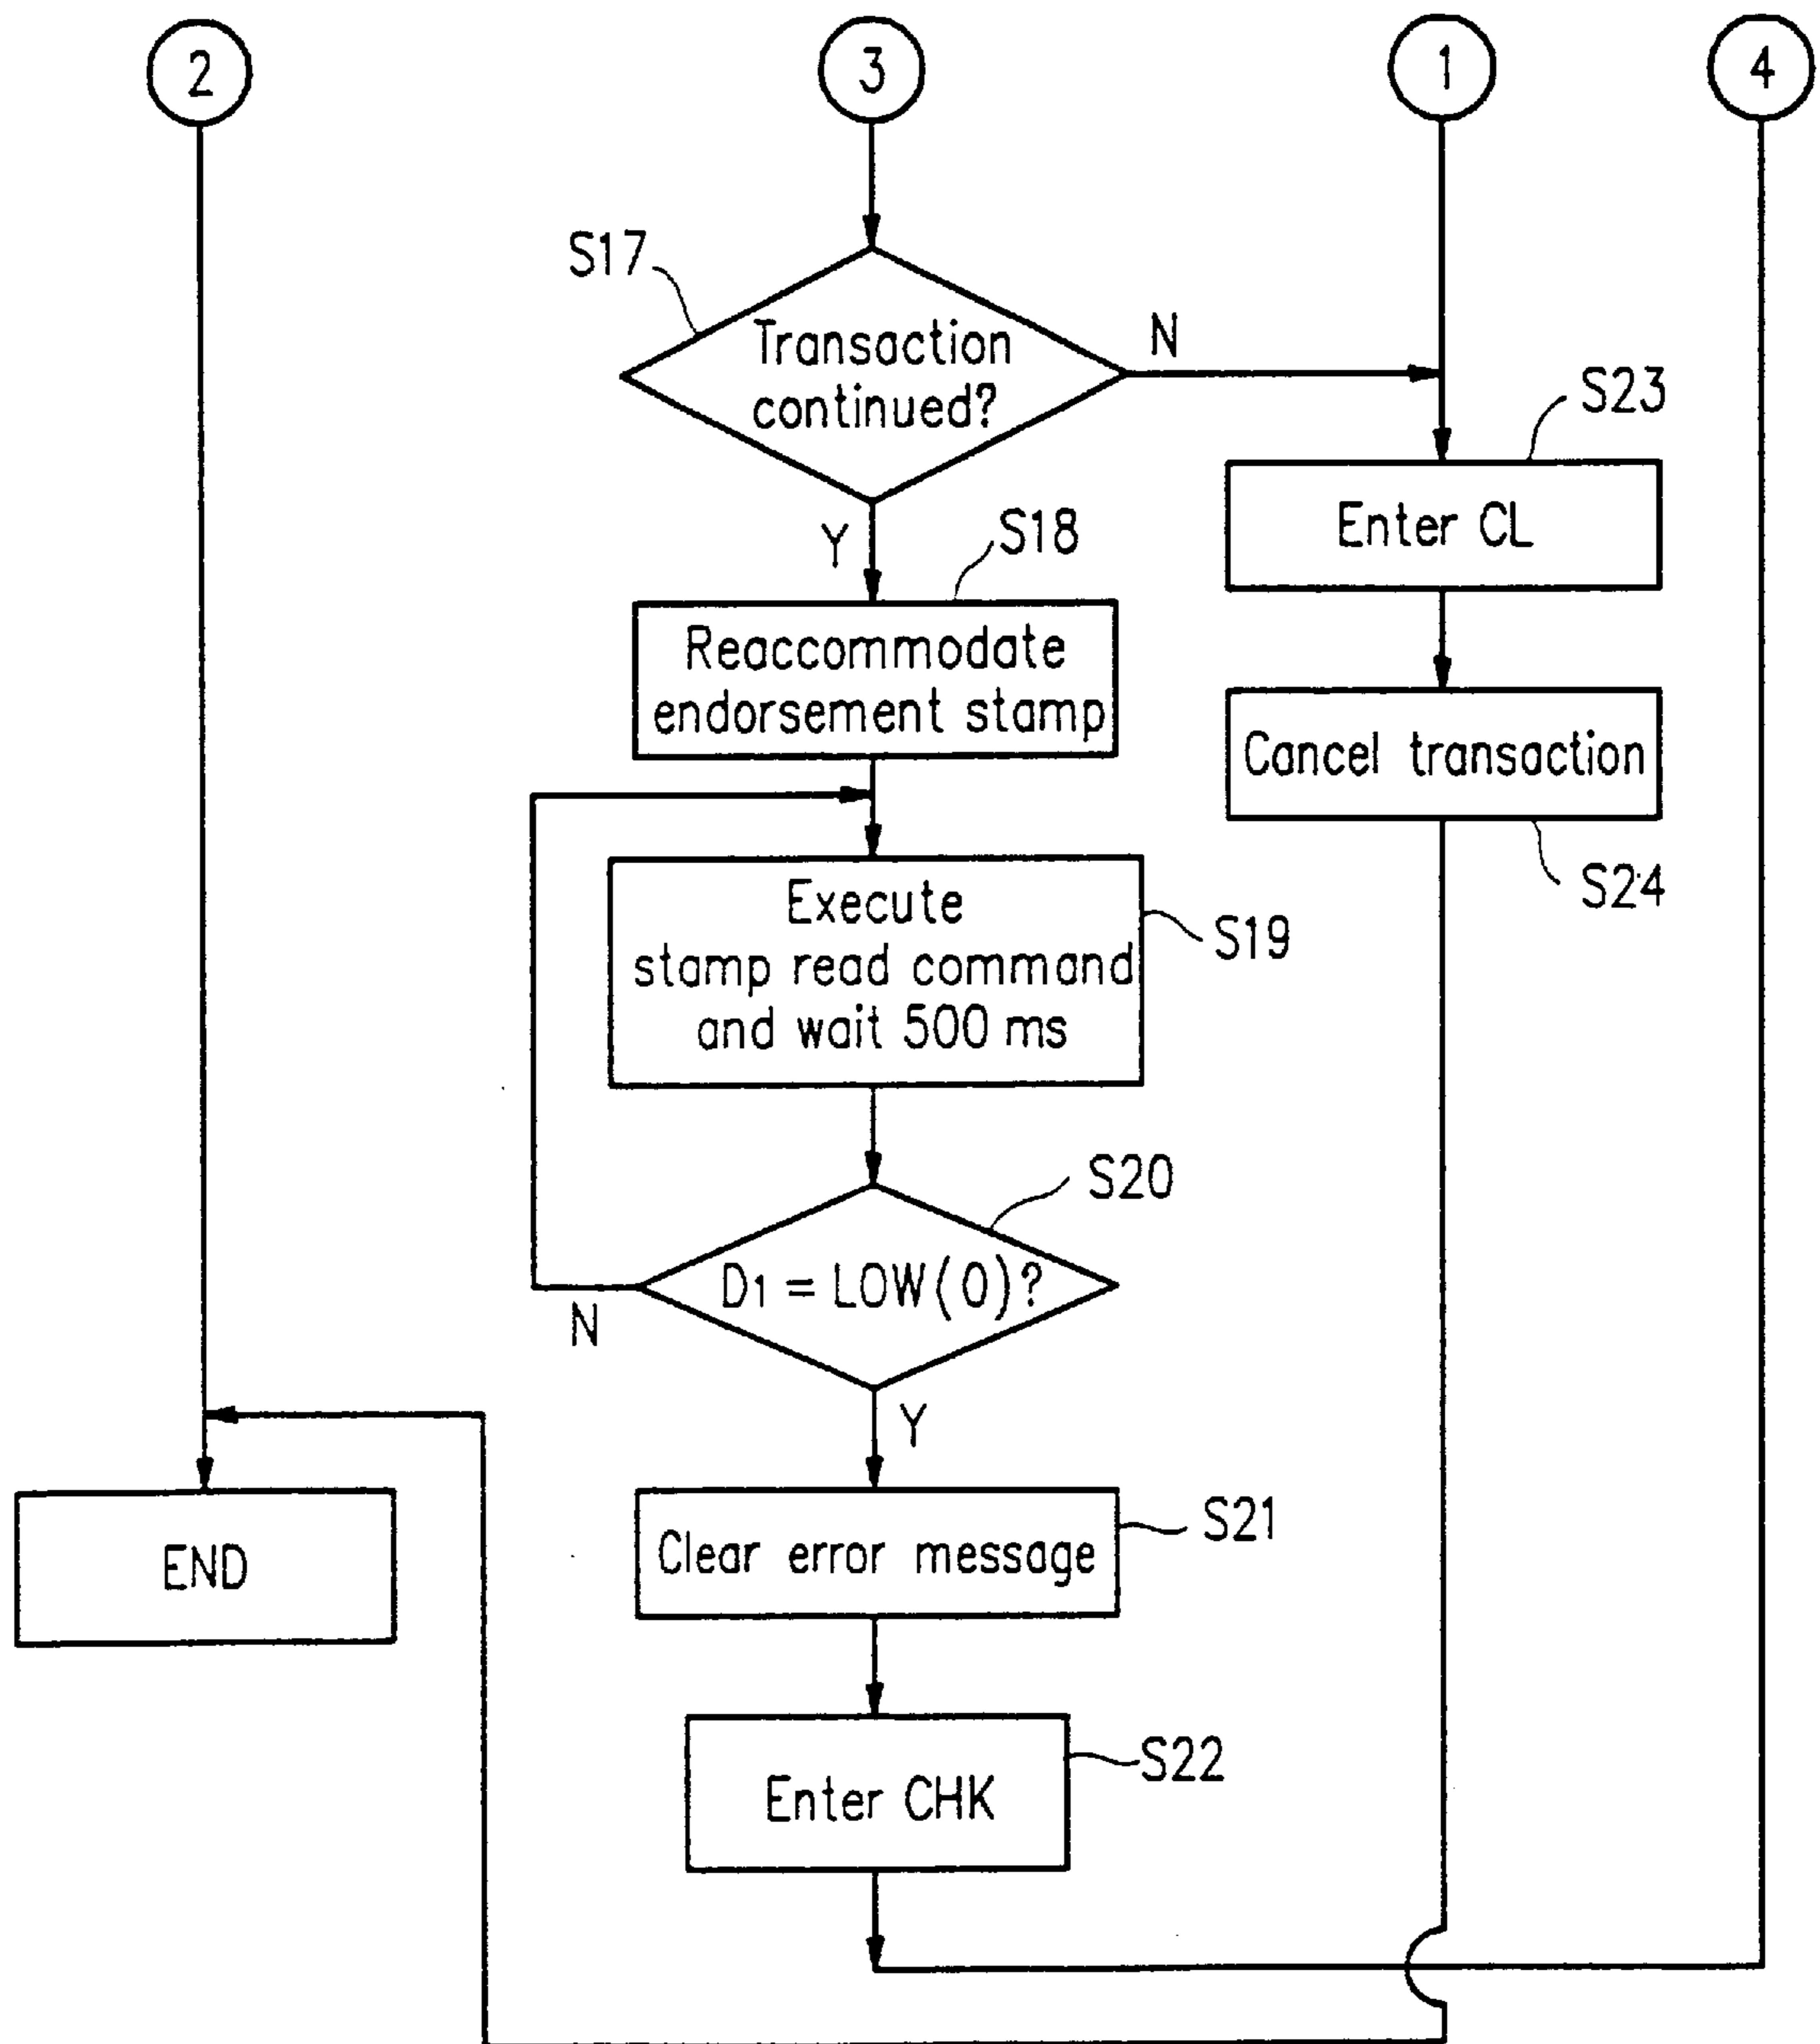 2
3
1
4
S17
Transaction
continued?
N
S23
Enter CL
Y
S18
Reaccommodate
endorsement stamp
Cancel transaction
S24
Execute
stamp read command
and wait 500 ms
S19
S20
D1 = LOW(0)?
N
Y
END
Clear error message
S21
Enter CHK
S22